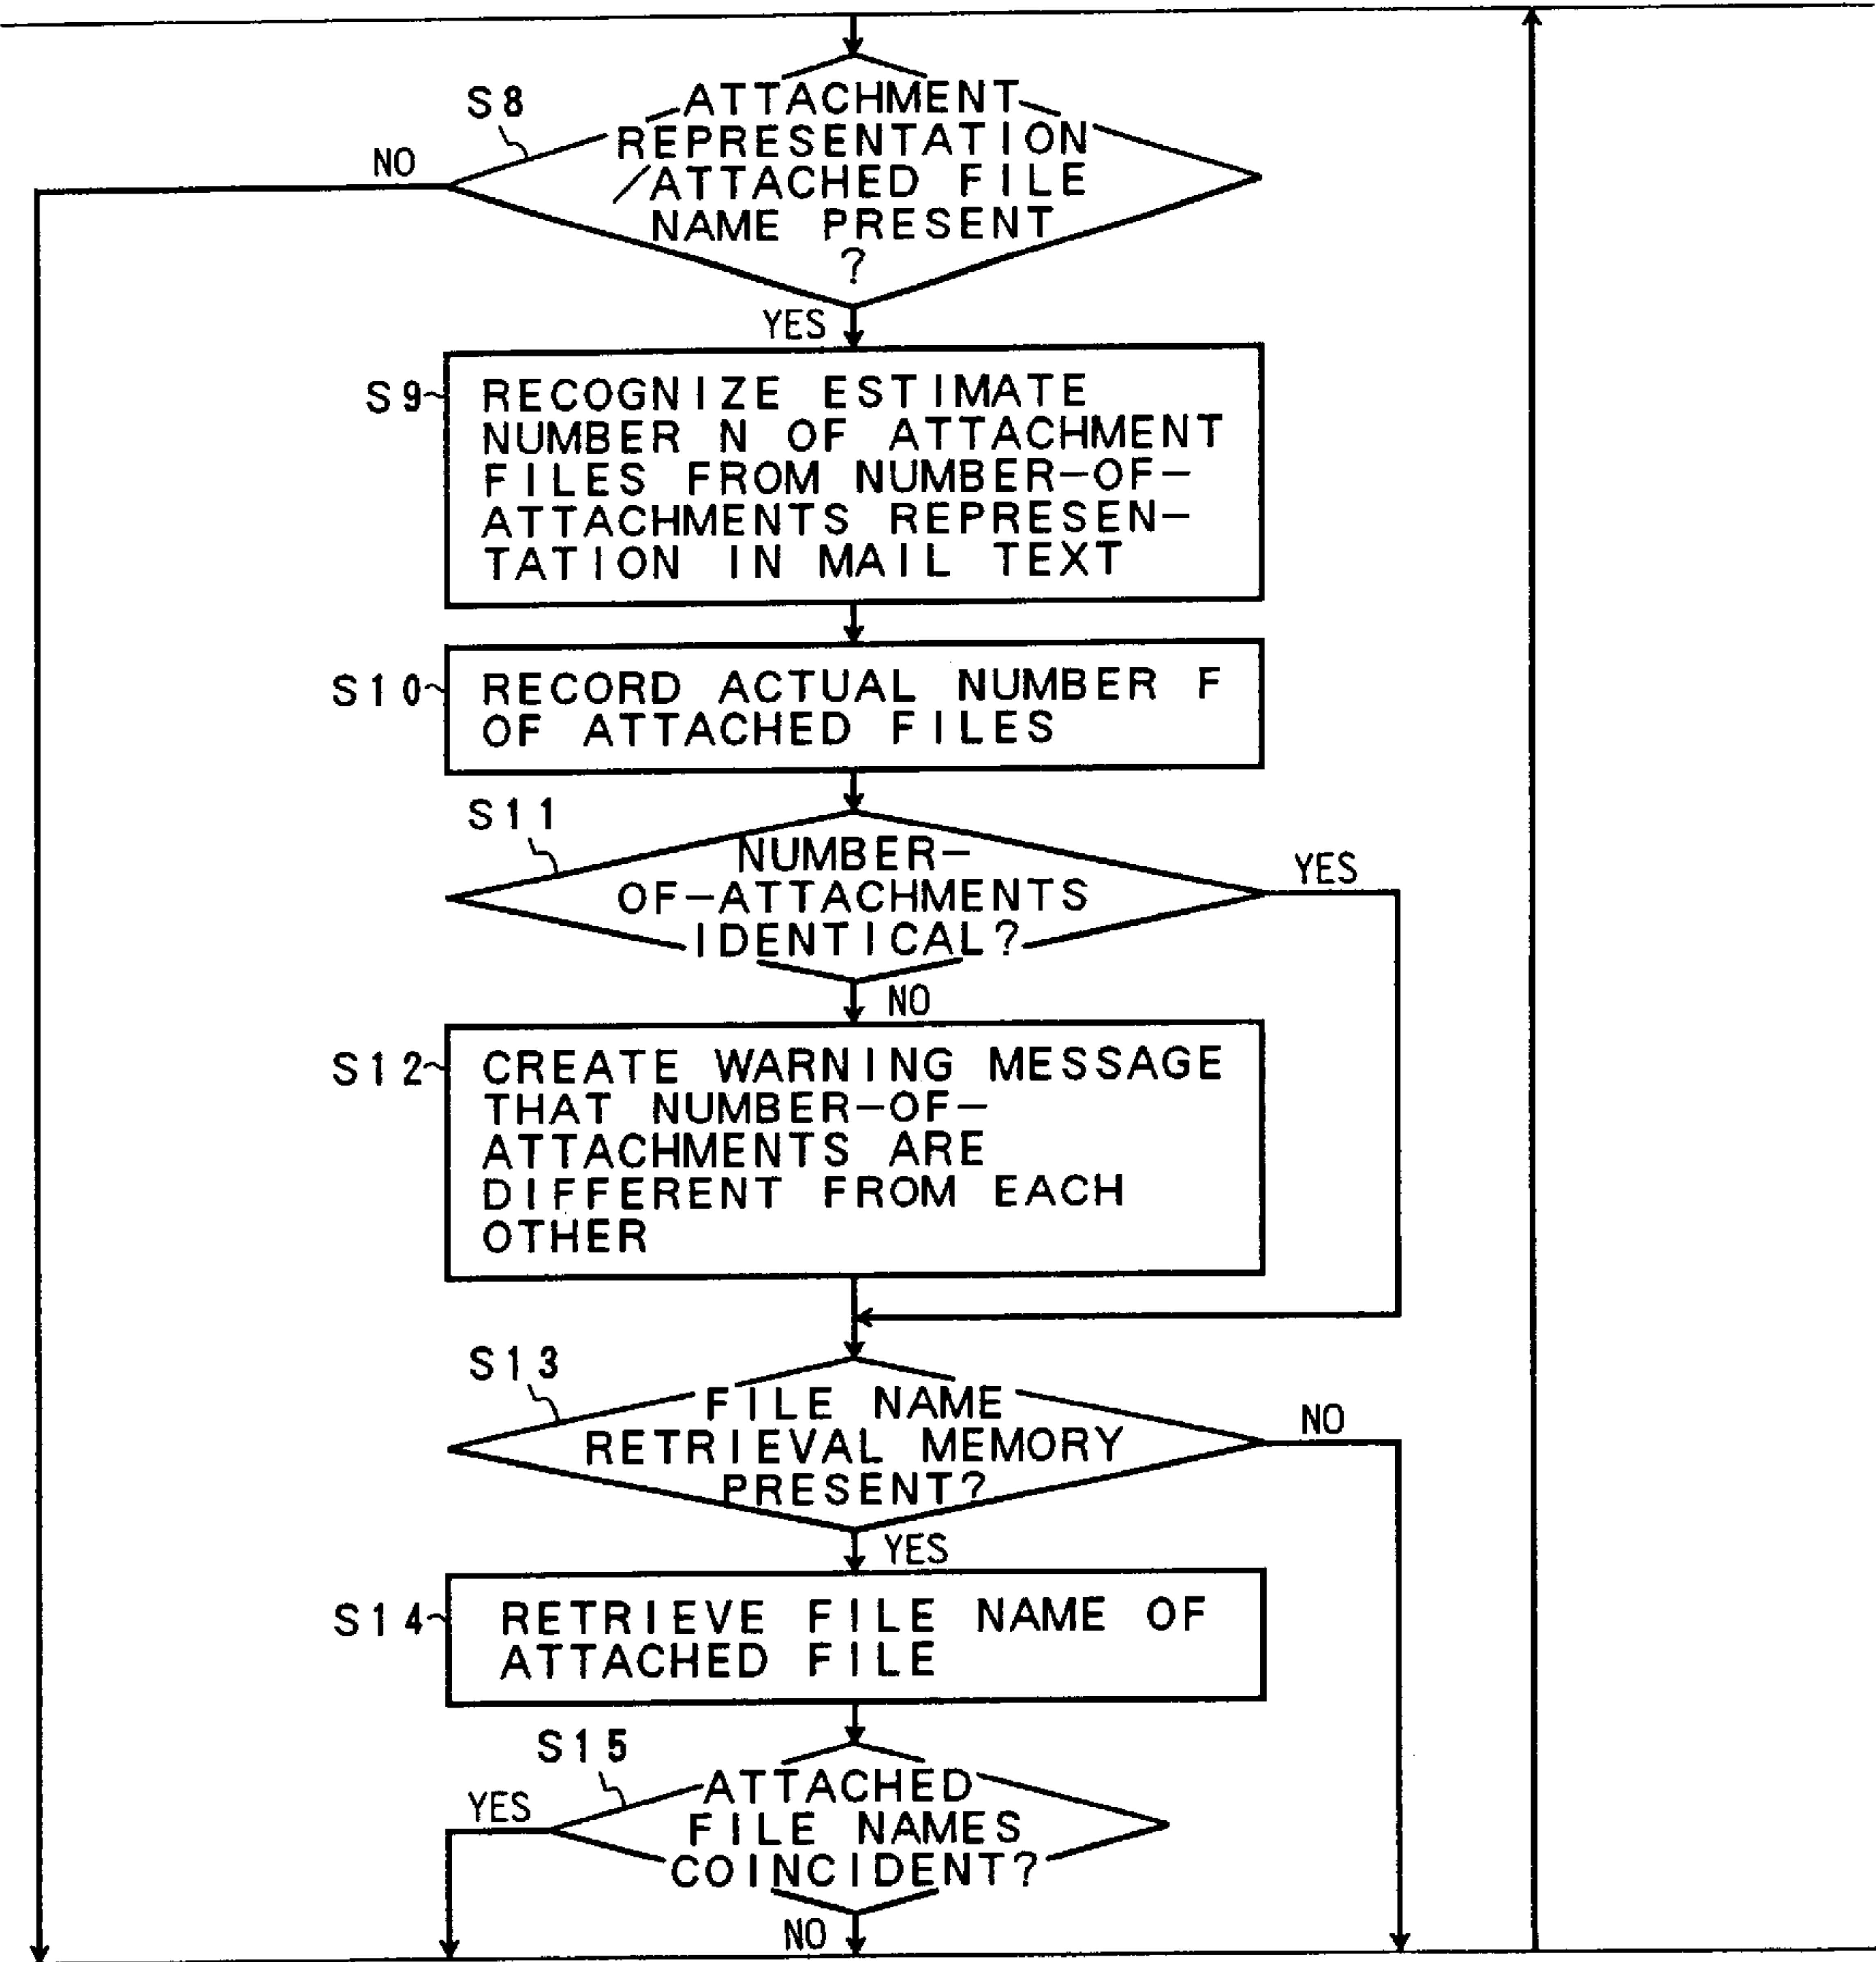 S8
ATTACHMENT
REPRESENTATION
/ATTACHED FILE
NAME PRESENT
?
NO
YES
S9
RECOGNIZE ESTIMATE
NUMBER N OF ATTACHMENT
FILES FROM NUMBER-OF-
ATTACHMENTS REPRESEN-
TATION IN MAIL TEXT
S10
RECORD ACTUAL NUMBER F
OF ATTACHED FILES
S11
NUMBER-
OF-ATTACHMENTS
IDENTICAL?
YES
NO
S12
CREATE WARNING MESSAGE
THAT NUMBER-OF-
ATTACHMENTS ARE
DIFFERENT FROM EACH
OTHER
S13
FILE NAME
RETRIEVAL MEMORY
PRESENT?
NO
YES
S14
RETRIEVE FILE NAME OF
ATTACHED FILE
S15
ATTACHED
FILE NAMES
COINCIDENT?
YES
NO